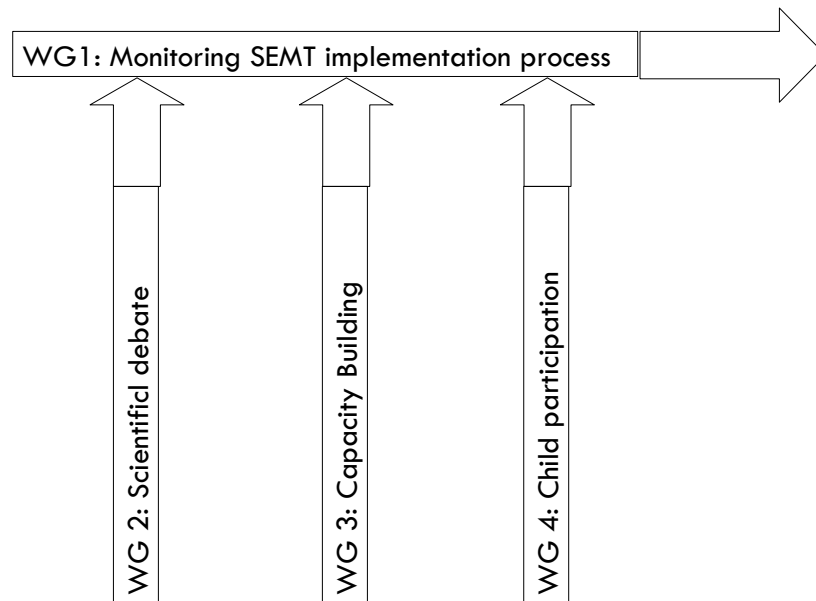 WG1: Monitoring SEMT implementation process
WG 2: Scientificl debate
WG 3: Capacity Building
WG 4: Child participation